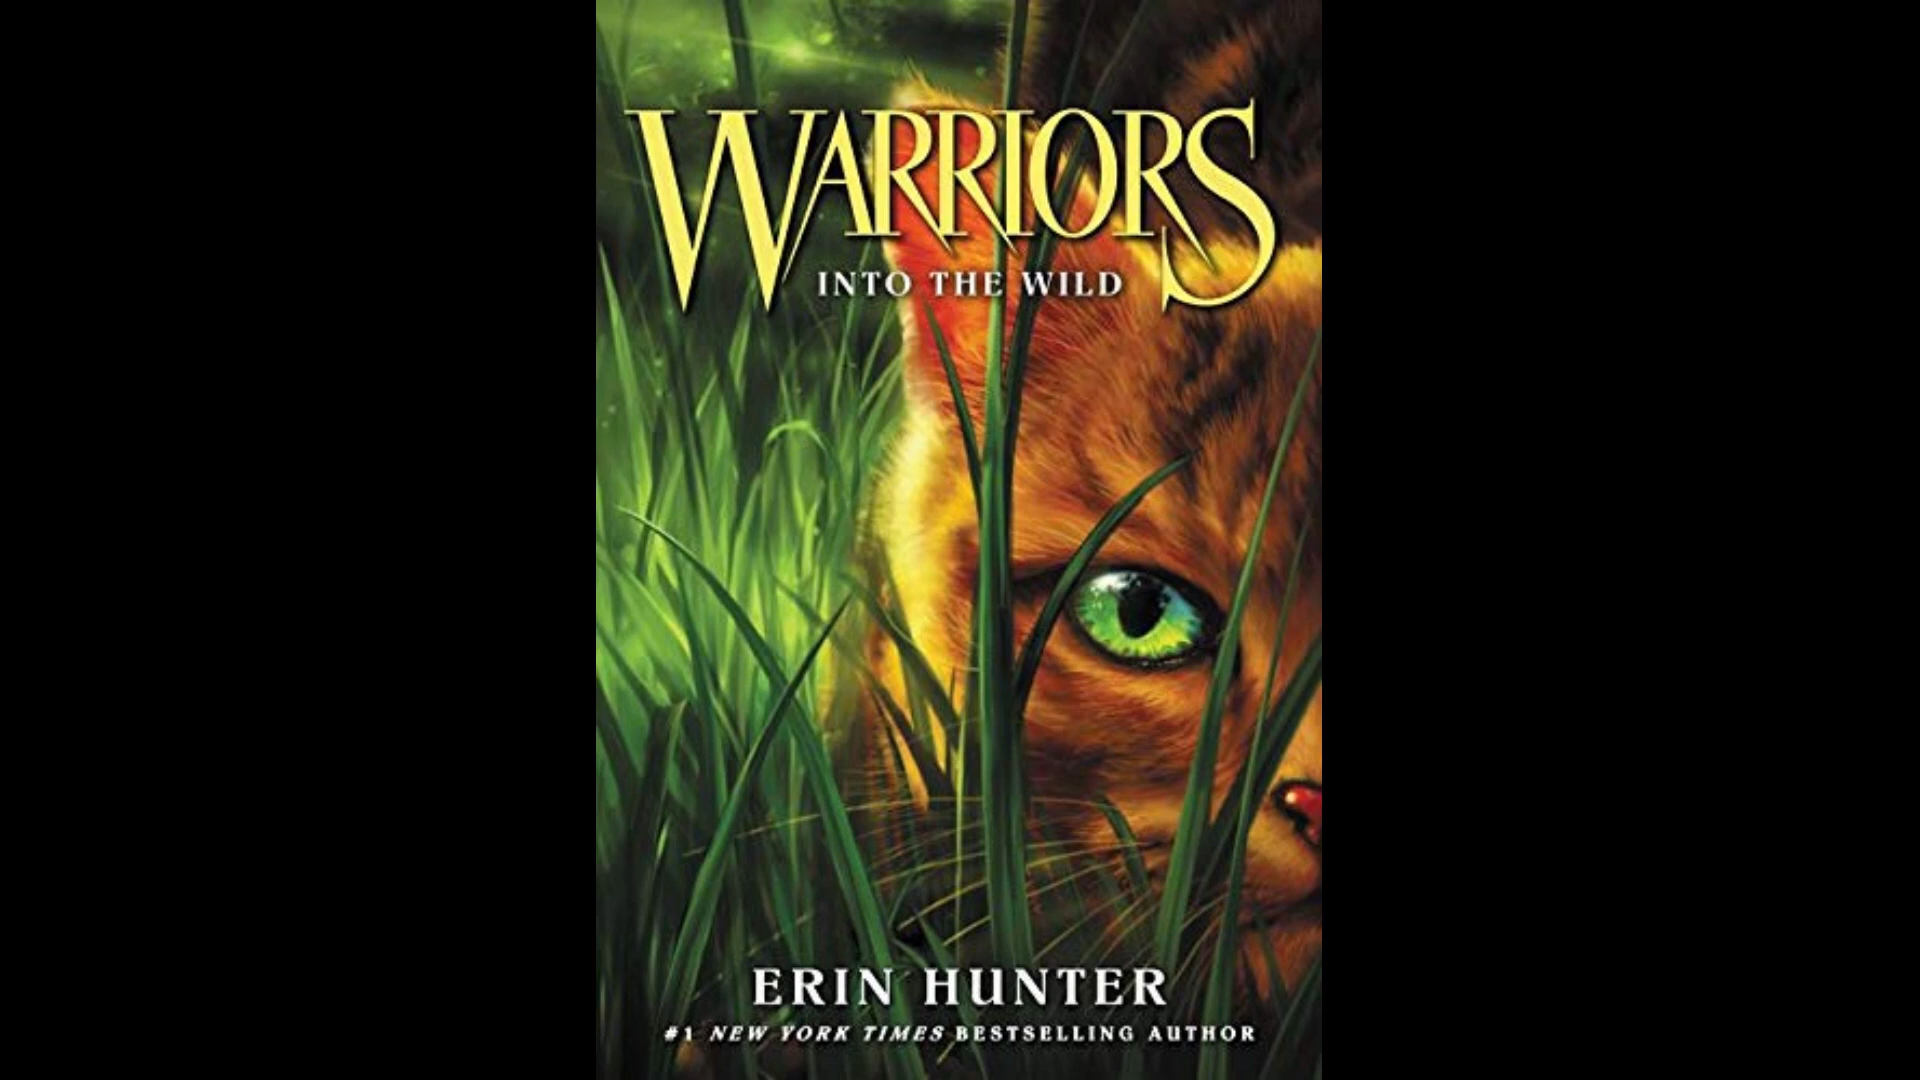 WARRIORS
INTO THE WILD
ERIN HUNTER
#1 NEW YORK TIMES BESTSELLING AUTHOR